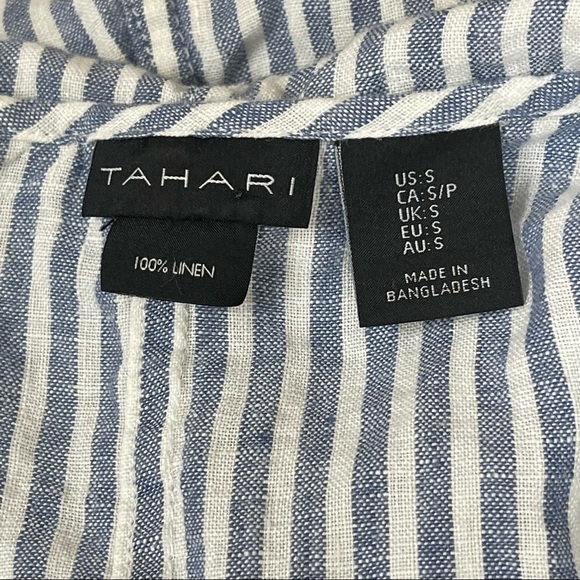 TAHARI
100% LINEN
US:S
CA:S/P
UK:S
EU:S
AU:S
MADE IN
BANGLADESH